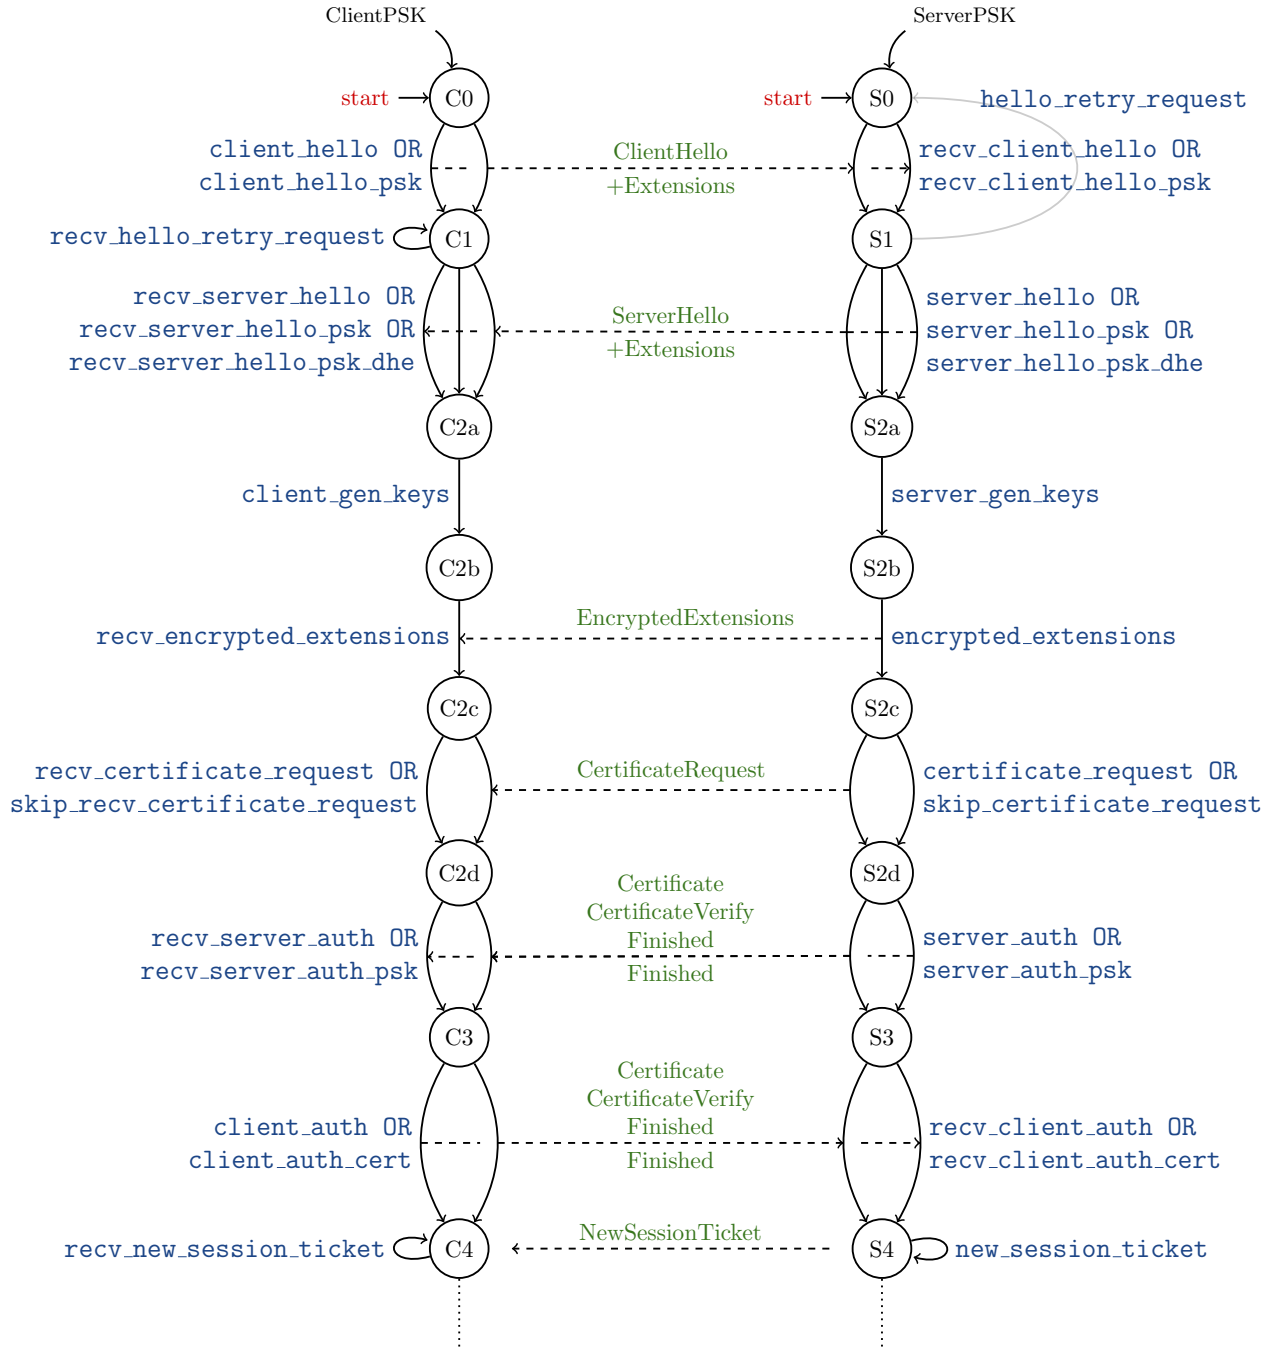 ClientPSK
ServerPSK
start
C0
start
S0
hello_retry_request
client_hello OR
client_hello_psk
ClientHello
+Extensions
recv_client_hello OR
recv_client_hello_psk
recv_hello_retry_request
C1
S1
recv_server_hello OR
recv_server_hello_psk OR
recv_server_hello_psk_dhe
ServerHello
+Extensions
server_hello OR
server_hello_psk OR
server_hello_psk_dhe
C2a
S2a
client_gen_keys
server_gen_keys
C2b
S2b
recv_encrypted_extensions
EncryptedExtensions
encrypted_extensions
C2c
S2c
recv_certificate_request OR
skip_recv_certificate_request
CertificateRequest
certificate_request OR
skip_certificate_request
C2d
S2d
recv_server_auth OR
recv_server_auth_psk
Certificate
CertificateVerify
Finished
Finished
server_auth OR
server_auth_psk
C3
S3
client_auth OR
client_auth_cert
Certificate
CertificateVerify
Finished
Finished
recv_client_auth OR
recv_client_auth_cert
recv_new_session_ticket
C4
NewSessionTicket
S4
new_session_ticket